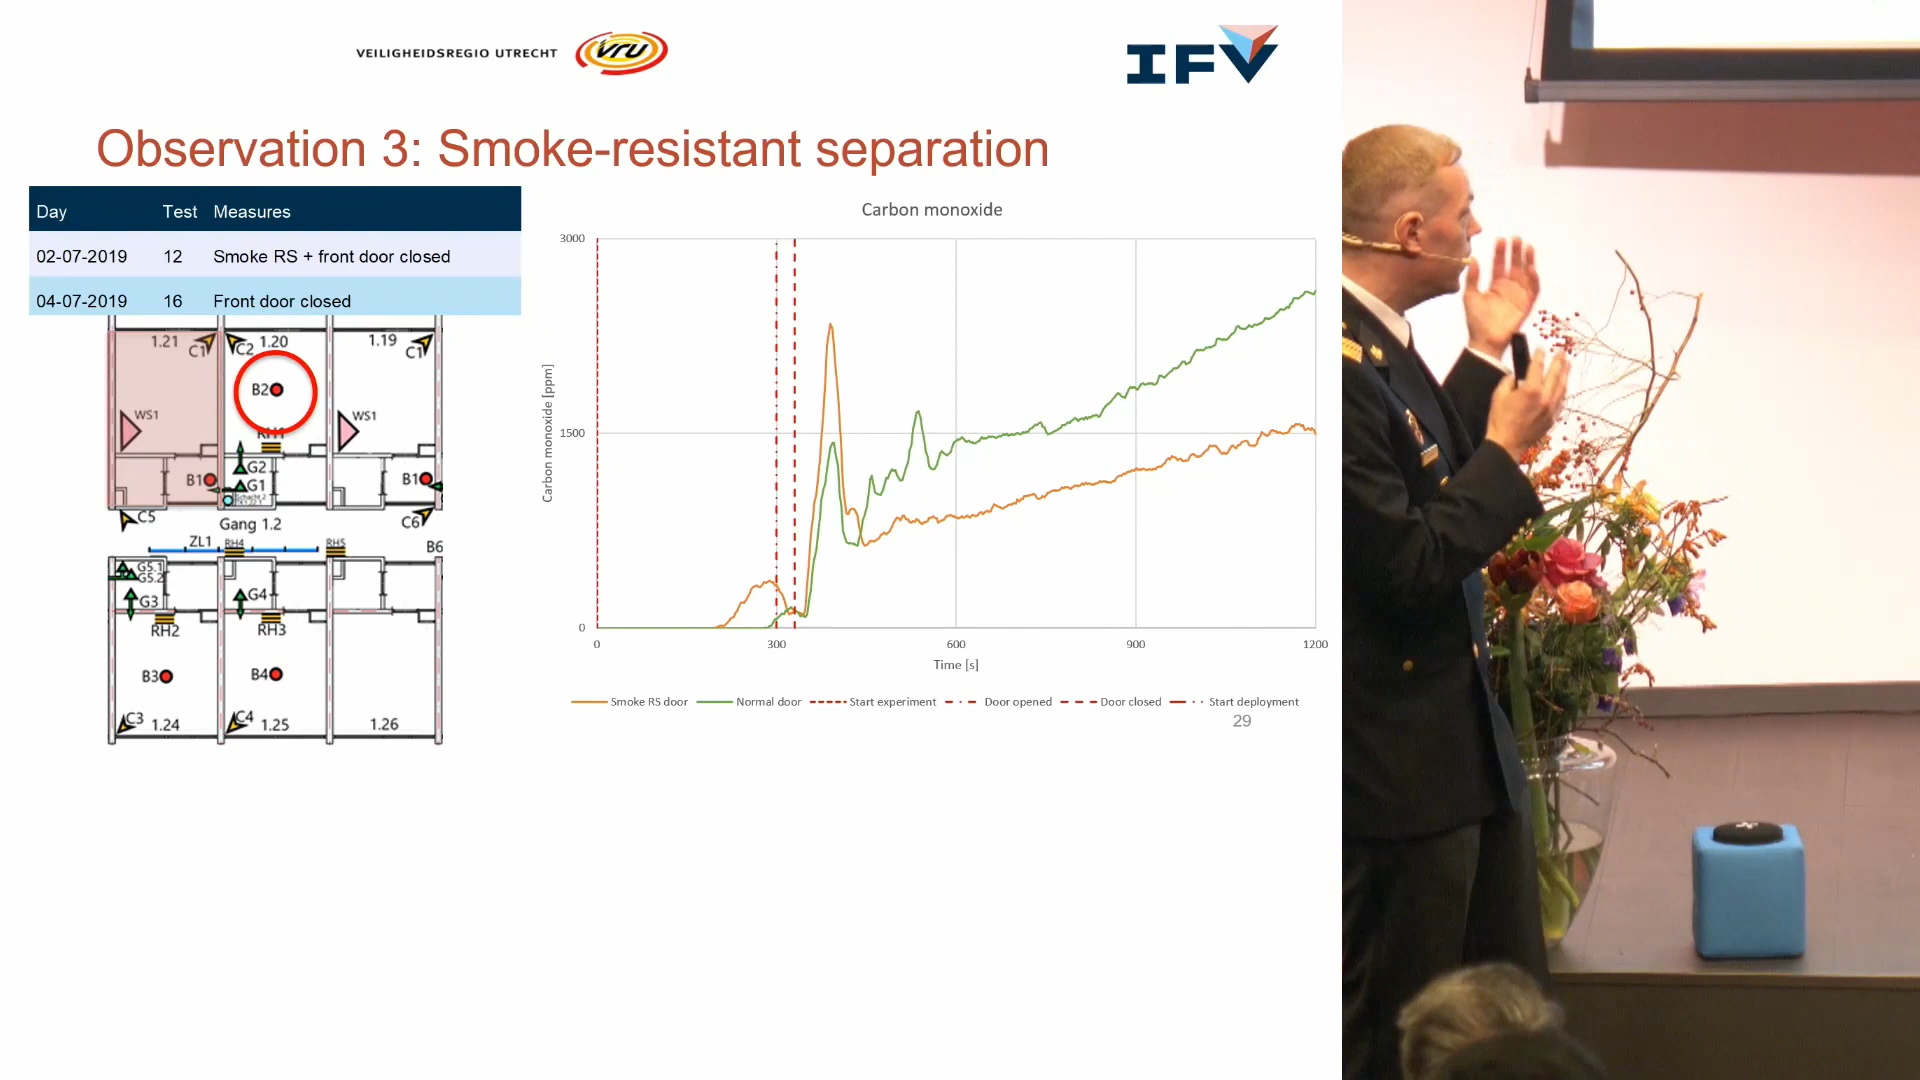 VEILIGHEIDSREGIO UTRECHT
VRU
IFV
Observation 3: Smoke-resistant separation
Day Test Measures
02-07-2019 12 Smoke RS + front door closed
04-07-2019 16 Front door closed
1.21 C1 C2 1.20 1.19 C1
B2
WS1 WS1
RH1
G2
B1 G1 B1
C5 Gang 1.2 C6
ZL1 RH4 RH5 B6
G5.1
G5.2
G3 G4
RH2 RH3
B3 B4
C3 1.24 C4 1.25 1.26
Carbon monoxide
Carbon monoxide [ppm]
3000
1500
0
0 300 600 900 1200
Time [s]
Smoke RS door Normal door Start experiment Door opened Door closed Start deployment
29